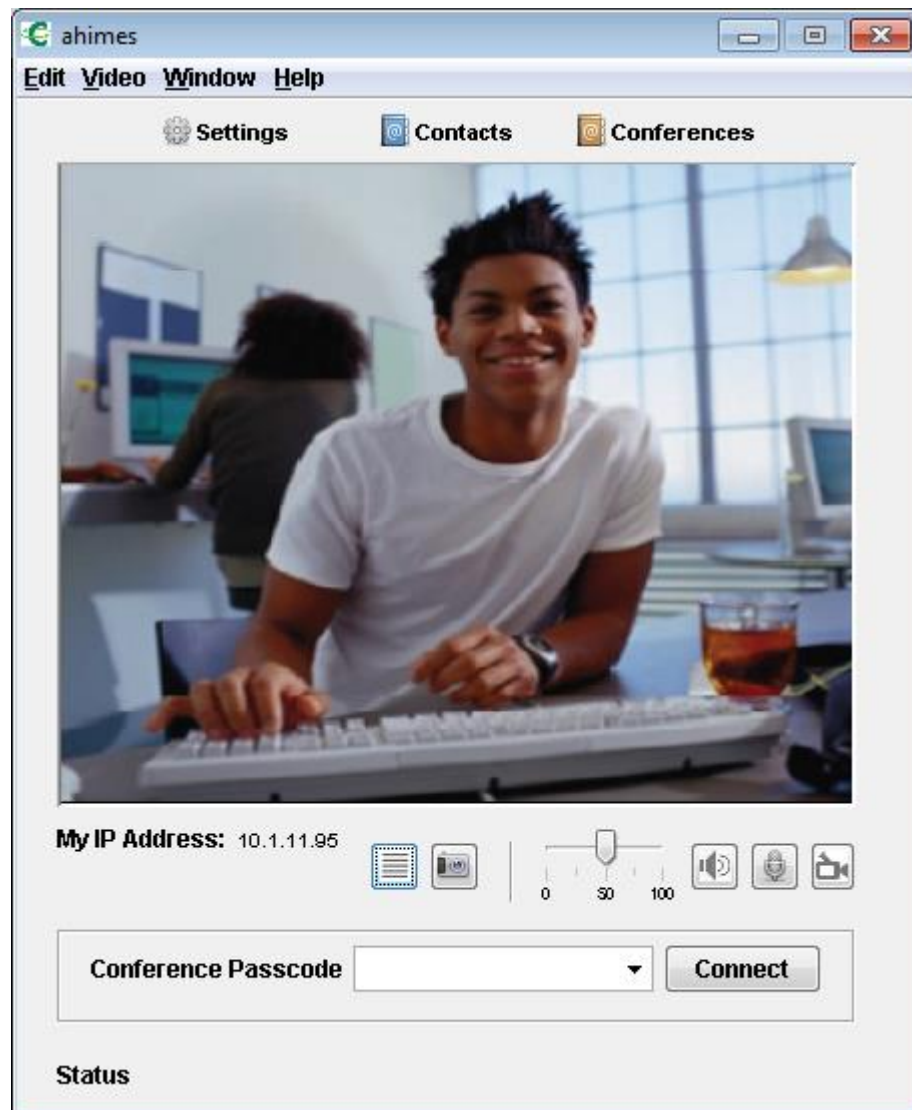 ahimes
Edit Video Window Help
Settings Contacts Conferences
My IP Address: 10.1.11.95
0 50 100
Conference Passcode Connect
Status